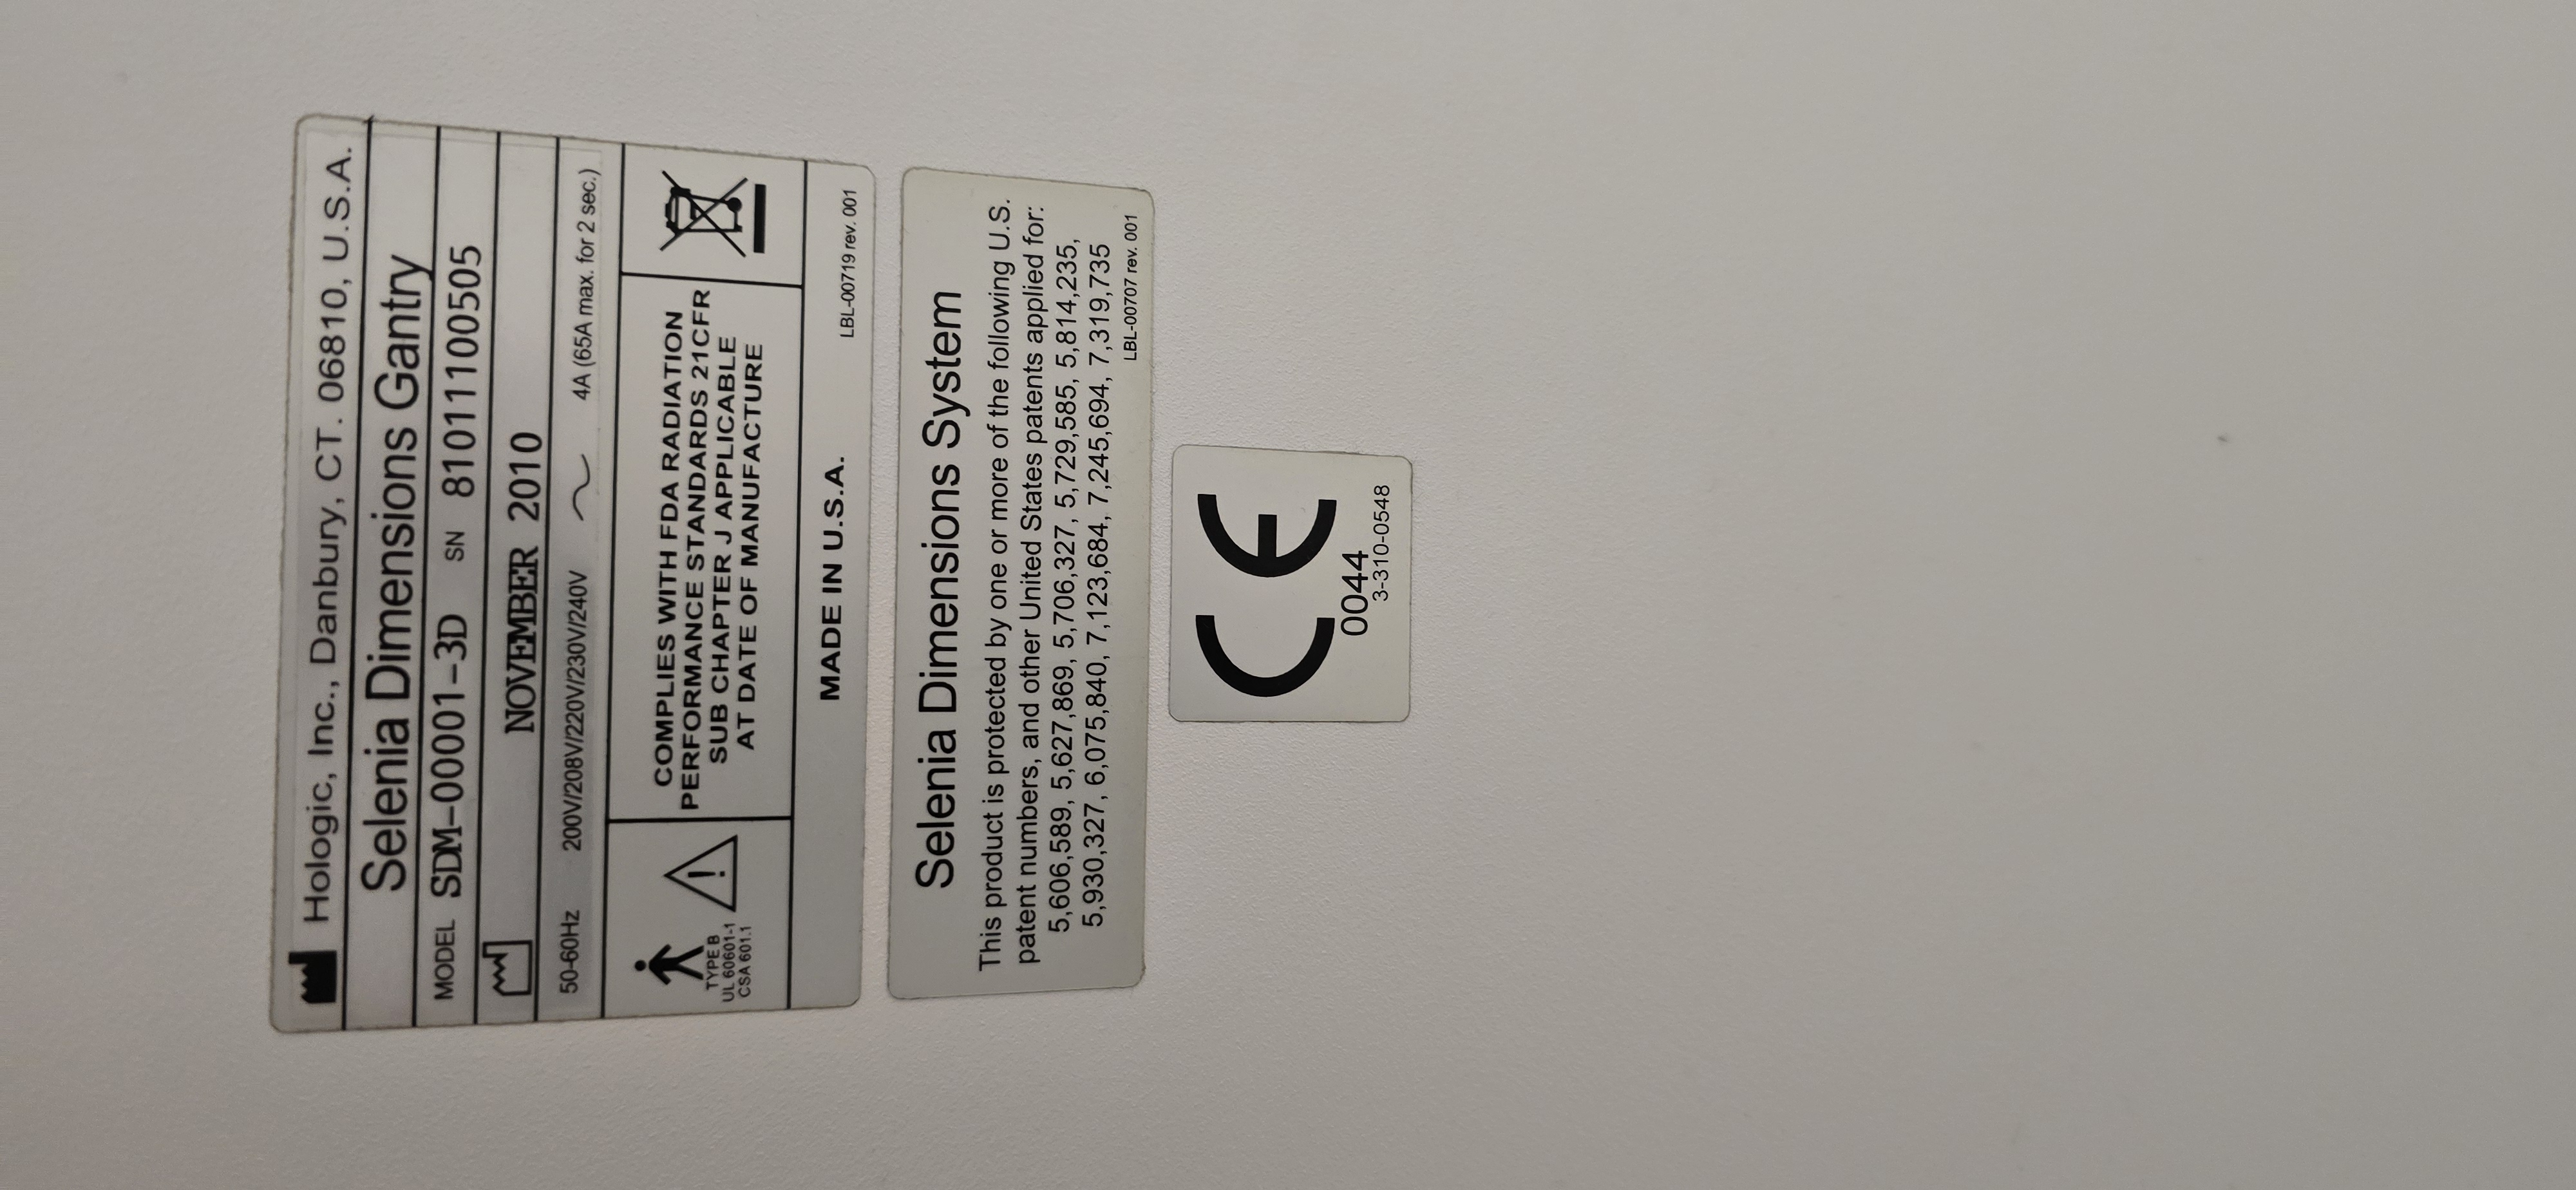 Hologic, Inc., Danbury, CT. 06810, U.S.A.
Selenia Dimensions Gantry
MODEL SDM-00001-3D SN 81011100505
NOVEMBER 2010
50-60Hz 200V/208V/220V/230V/240V ~ 4A (65A max. for 2 sec.)
TYPE B
UL 60601-1
CSA 601.1
COMPLIES WITH FDA RADIATION
PERFORMANCE STANDARDS 21CFR
SUB CHAPTER J APPLICABLE
AT DATE OF MANUFACTURE
MADE IN U.S.A.
LBL-00719 rev. 001
Selenia Dimensions System
This product is protected by one or more of the following U.S.
patent numbers, and other United States patents applied for:
5,606,589, 5,627,869, 5,706,327, 5,729,585, 5,814,235,
5,930,327, 6,075,840, 7,123,684, 7,245,694, 7,319,735
LBL-00707 rev. 001
CE
0044
3-310-0548